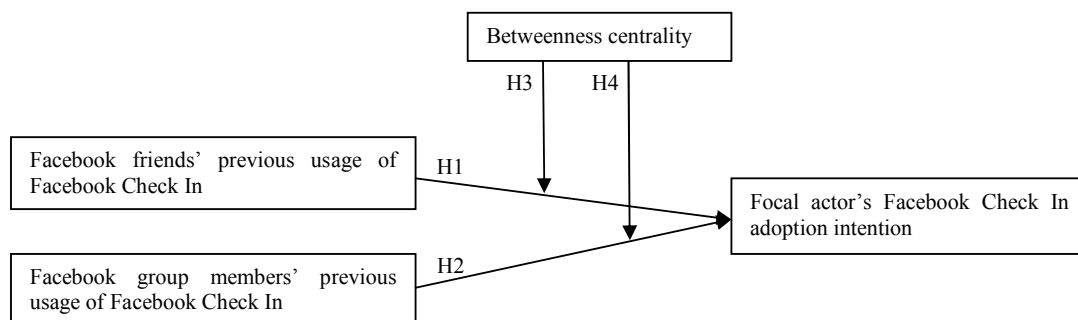 Betweenness centrality
H3
H4
Facebook friends’ previous usage of
Facebook Check In
H1
Focal actor’s Facebook Check In
adoption intention
Facebook group members’ previous
usage of Facebook Check In
H2